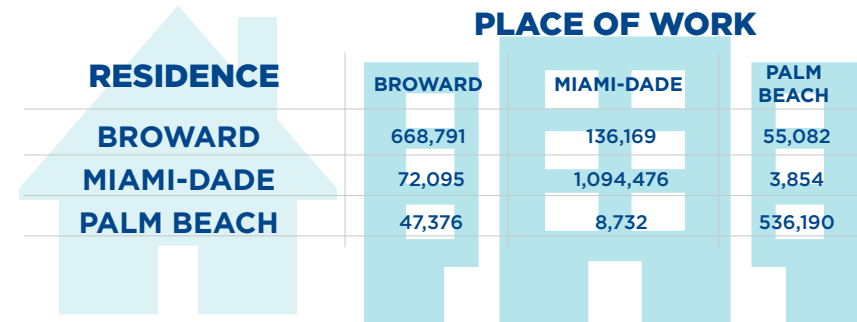 PLACE OF WORK
RESIDENCE
BROWARD MIAMI-DADE PALM BEACH
BROWARD 668,791 136,169 55,082
MIAMI-DADE 72,095 1,094,476 3,854
PALM BEACH 47,376 8,732 536,190